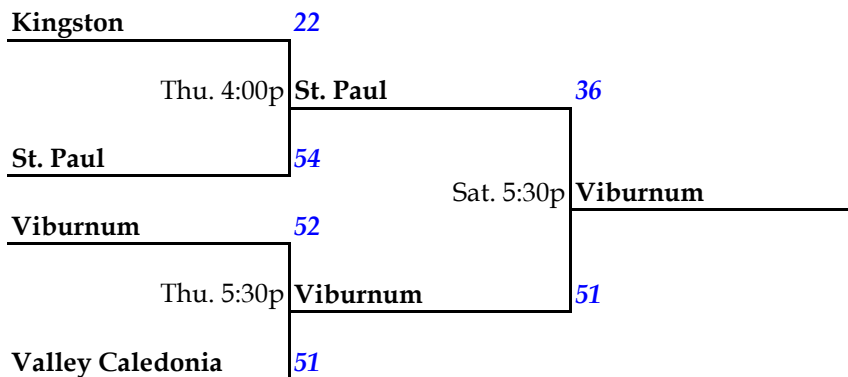 Kingston 22
Thu. 4:00p St. Paul 36
St. Paul 54
Sat. 5:30p Viburnum
Viburnum 52
Thu. 5:30p Viburnum 51
Valley Caledonia 51